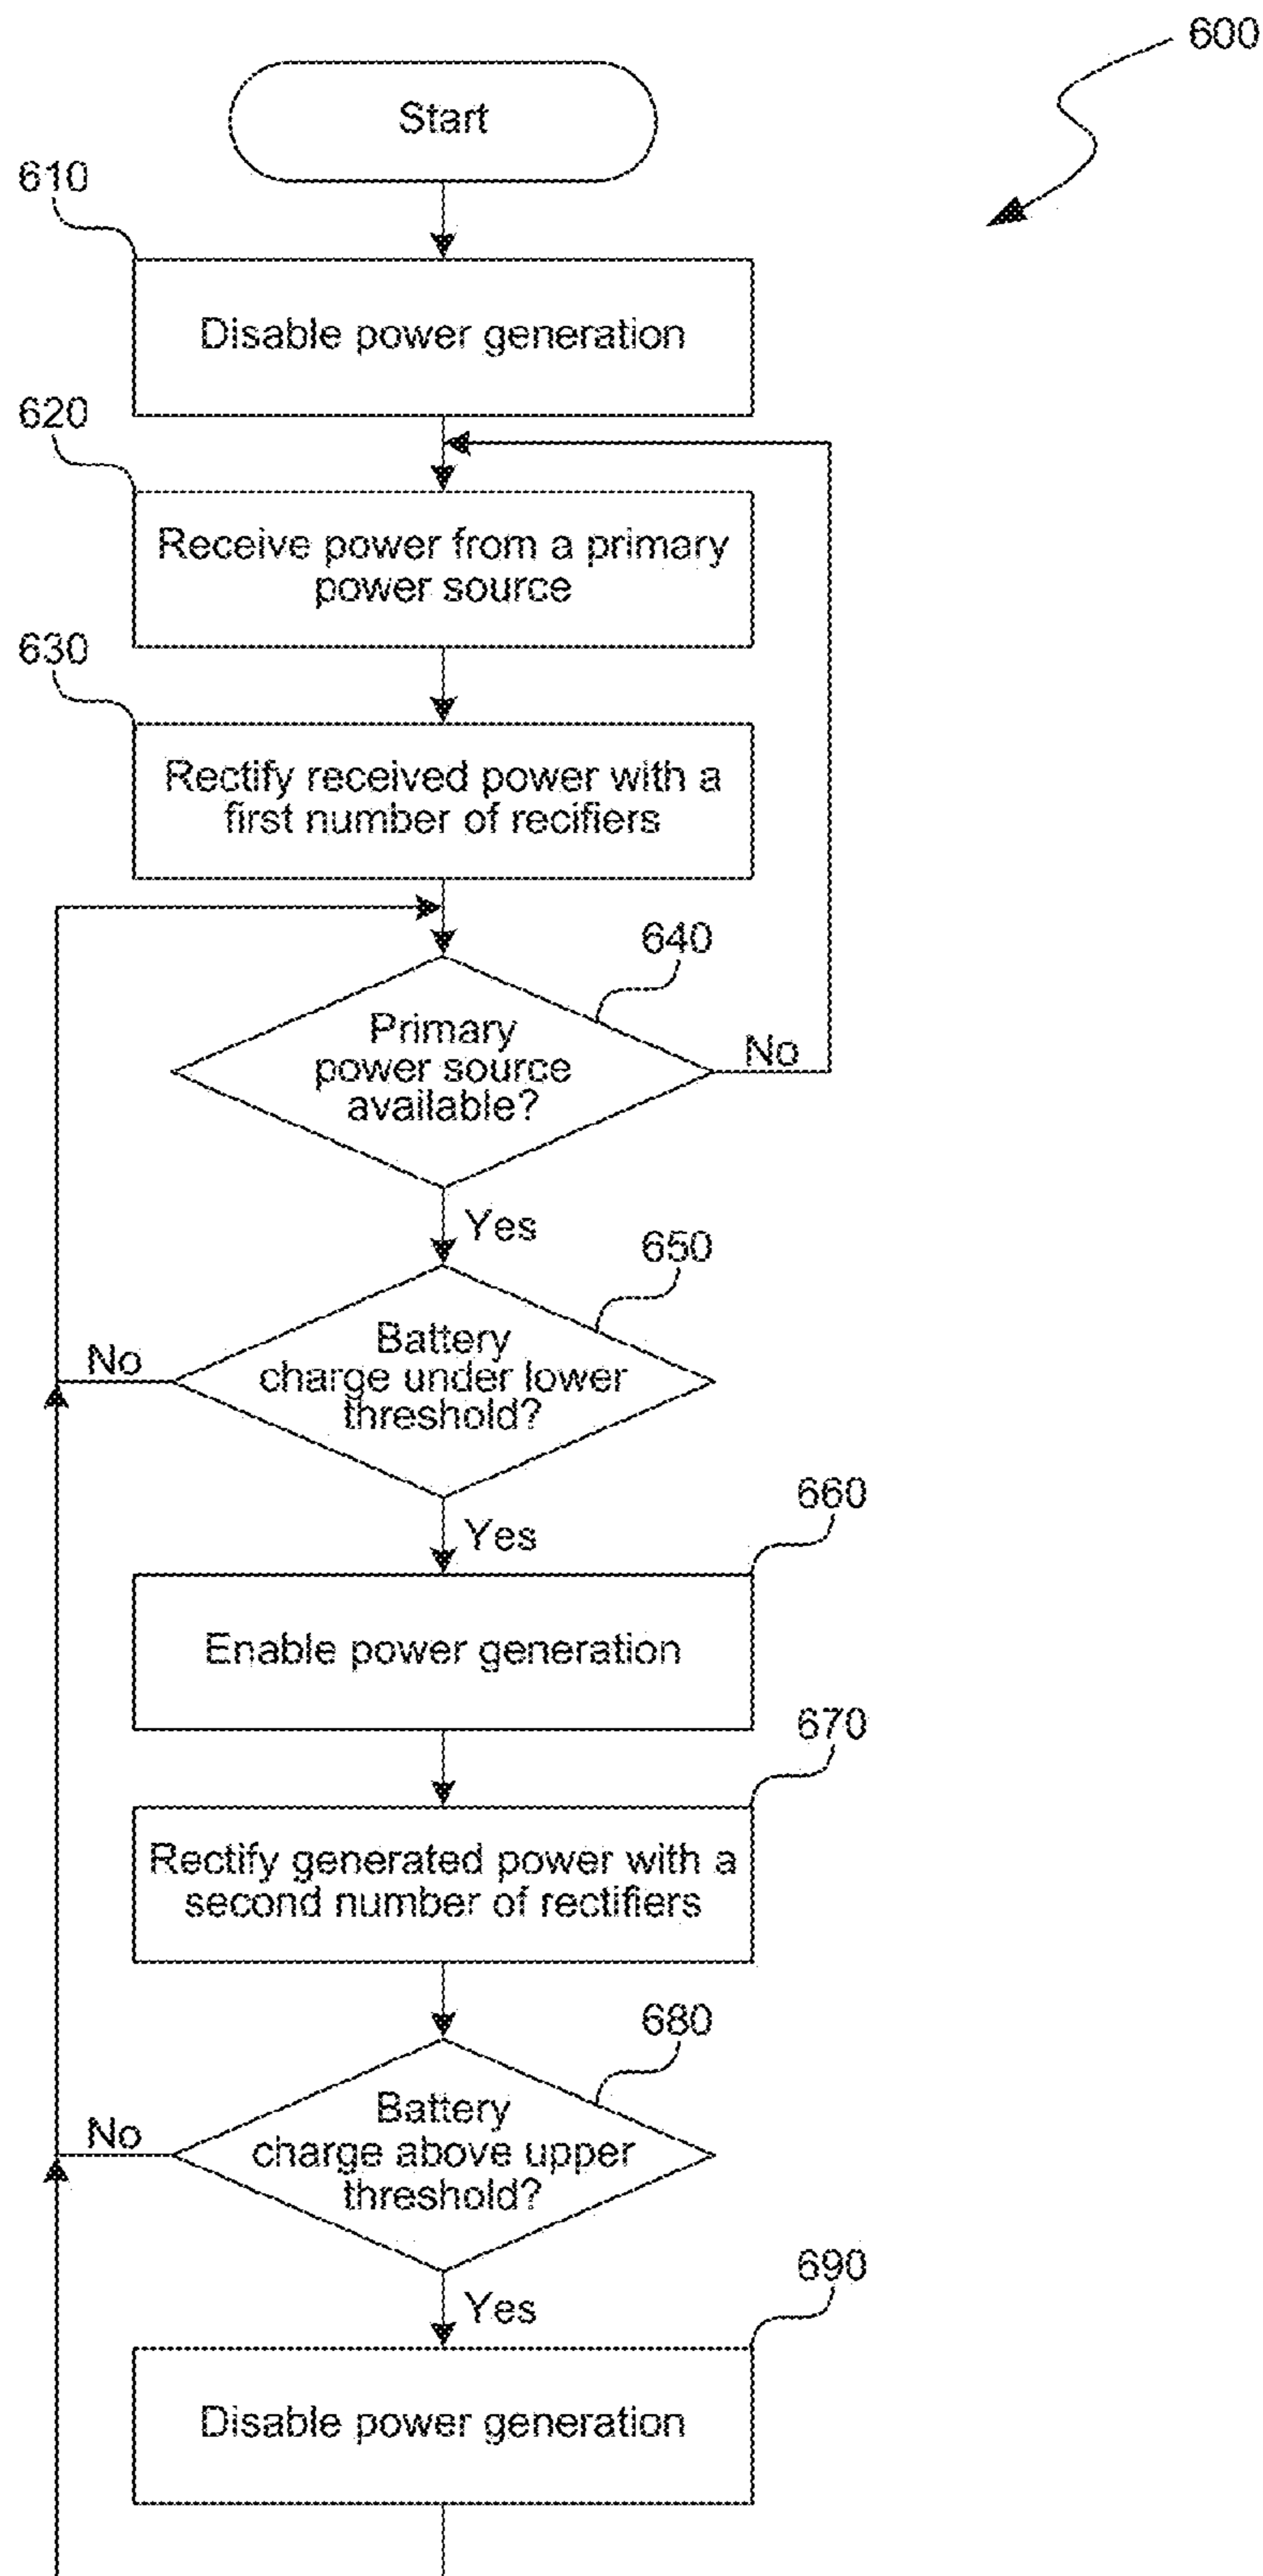 600
Start
610
Disable power generation
620
Receive power from a primary
power source
630
Rectify received power with a
first number of recifiers
640
Primary
power source
available?
No
Yes
650
Battery
charge under lower
threshold?
No
Yes
660
Enable power generation
670
Rectify generated power with a
second number of rectifiers
680
Battery
charge above upper
threshold?
No
Yes
690
Disable power generation